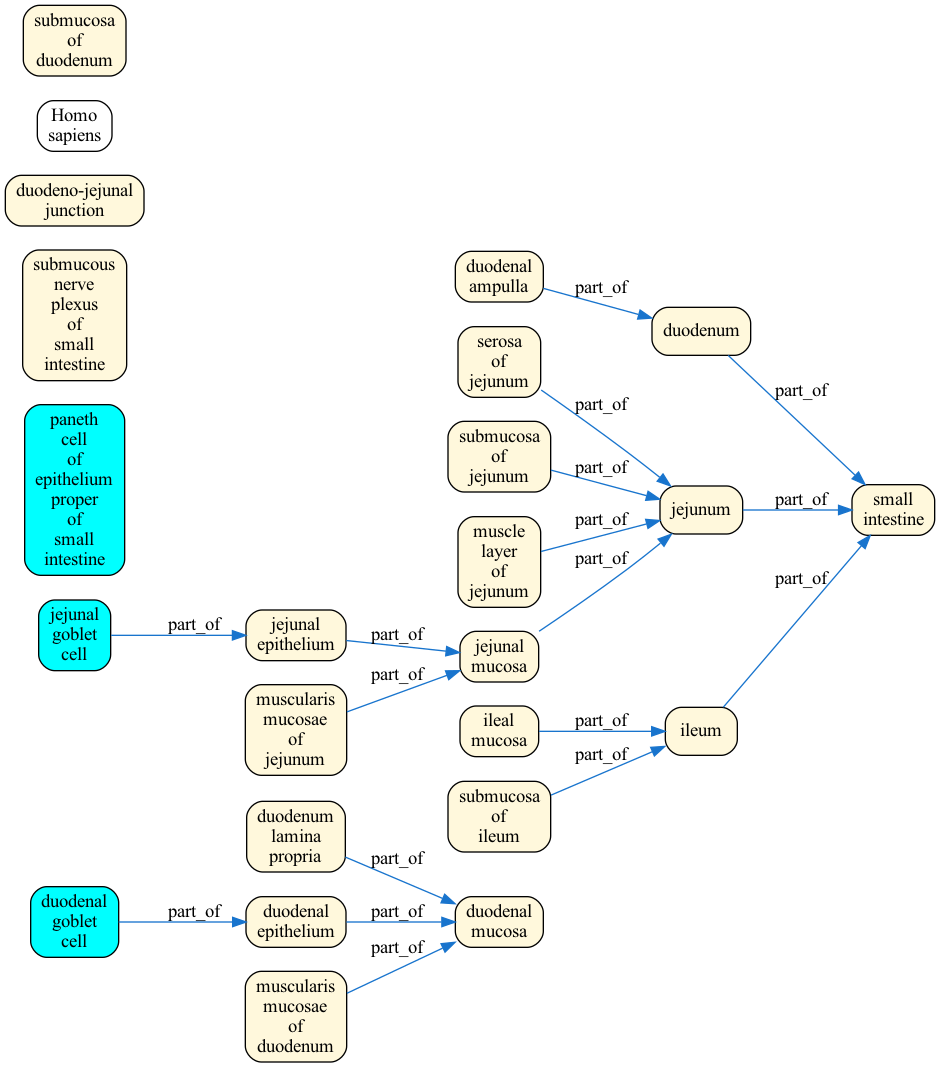 submucosa
of
duodenum
Homo
sapiens
duodeno-jejunal
junction
submucous
nerve
plexus
of
small
intestine
paneth
cell
of
epithelium
proper
of
small
intestine
jejunal
goblet
cell
part_of
jejunal
epithelium
part_of
muscularis
mucosae
of
jejunum
part_of
duodenal
ampulla
part_of
duodenum
part_of
serosa
of
jejunum
part_of
submucosa
of
jejunum
part_of
muscle
layer
of
jejunum
part_of
jejunal
mucosa
part_of
jejunum
part_of
small
intestine
ileal
mucosa
part_of
submucosa
of
ileum
part_of
ileum
part_of
duodenum
lamina
propria
part_of
duodenal
goblet
cell
part_of
duodenal
epithelium
part_of
duodenal
mucosa
muscularis
mucosae
of
duodenum
part_of